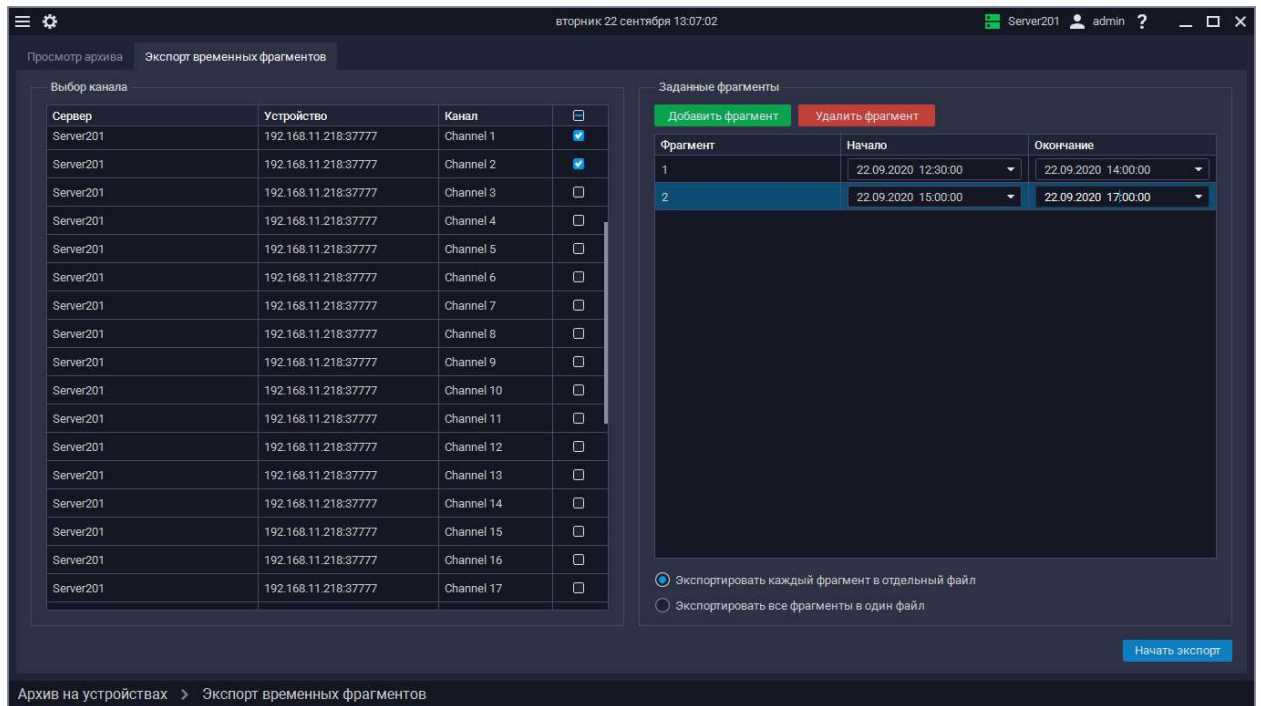 вторник 22 сентября 13:07:02 Server201 admin ?
Просмотр архива Экспорт временных фрагментов
Выбор канала
Сервер Устройство Канал
Server201 192.168.11.218:37777 Channel 1
Server201 192.168.11.218:37777 Channel 2
Server201 192.168.11.218:37777 Channel 3
Server201 192.168.11.218:37777 Channel 4
Server201 192.168.11.218:37777 Channel 5
Server201 192.168.11.218:37777 Channel 6
Server201 192.168.11.218:37777 Channel 7
Server201 192.168.11.218:37777 Channel 8
Server201 192.168.11.218:37777 Channel 9
Server201 192.168.11.218:37777 Channel 10
Server201 192.168.11.218:37777 Channel 11
Server201 192.168.11.218:37777 Channel 12
Server201 192.168.11.218:37777 Channel 13
Server201 192.168.11.218:37777 Channel 14
Server201 192.168.11.218:37777 Channel 15
Server201 192.168.11.218:37777 Channel 16
Server201 192.168.11.218:37777 Channel 17
Заданные фрагменты
Добавить фрагмент Удалить фрагмент
Фрагмент Начало Окончание
1 22.09.2020 12:30:00 22.09.2020 14:00:00
2 22.09.2020 15:00:00 22.09.2020 17:00:00
Экспортировать каждый фрагмент в отдельный файл
Экспортировать все фрагменты в один файл
Начать экспорт
Архив на устройствах > Экспорт временных фрагментов